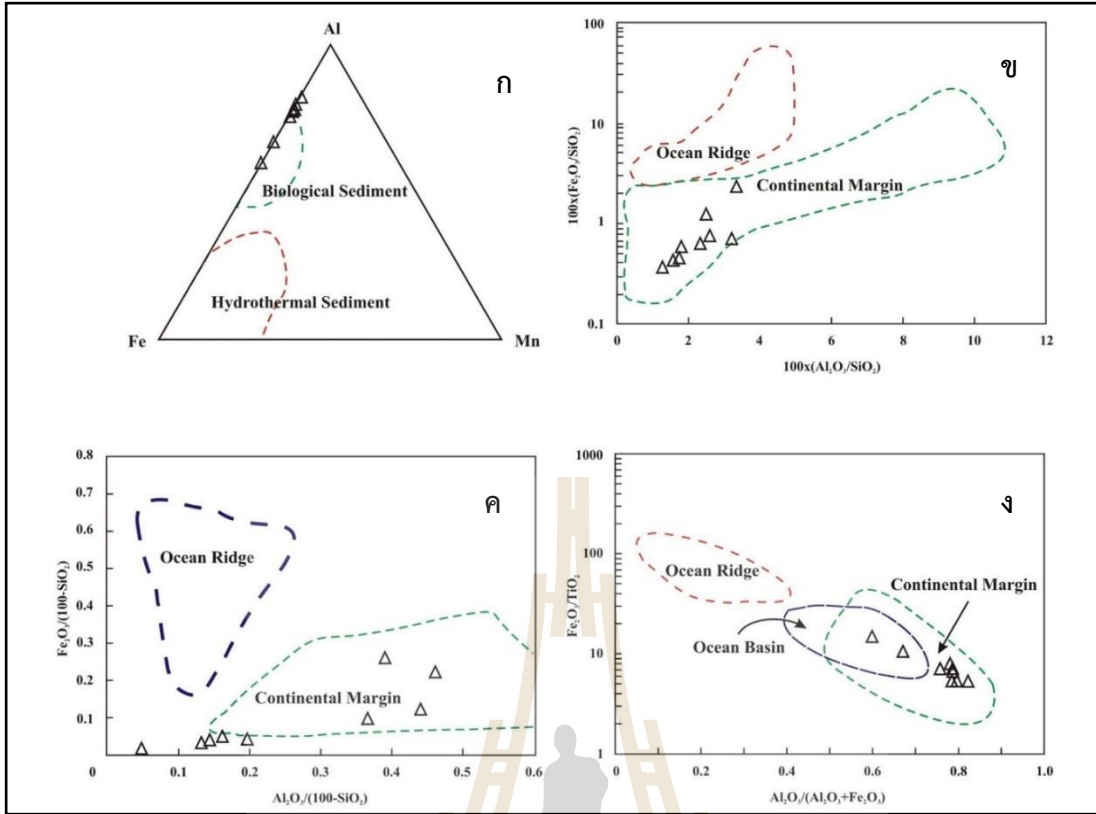 Al
ก
Biological Sediment
Hydrothermal Sediment
Fe
Mn
ข
100
10
1
0.1
100x(Fe₂O₃/SiO₂)
Ocean Ridge
Continental Margin
0 2 4 6 8 10 12
100x(Al₂O₃/SiO₂)
ค
0.8
0.7
0.6
0.5
0.4
0.3
0.2
0.1
Fe₂O₃/(100-SiO₂)
Ocean Ridge
Continental Margin
0 0.1 0.2 0.3 0.4 0.5 0.6
Al₂O₃/(100-SiO₂)
ง
1000
100
10
1
Fe₂O₃/TiO₂
Ocean Ridge
Continental Margin
Ocean Basin
0 0.2 0.4 0.6 0.8 1.0
Al₂O₃/(Al₂O₃+Fe₂O₃)